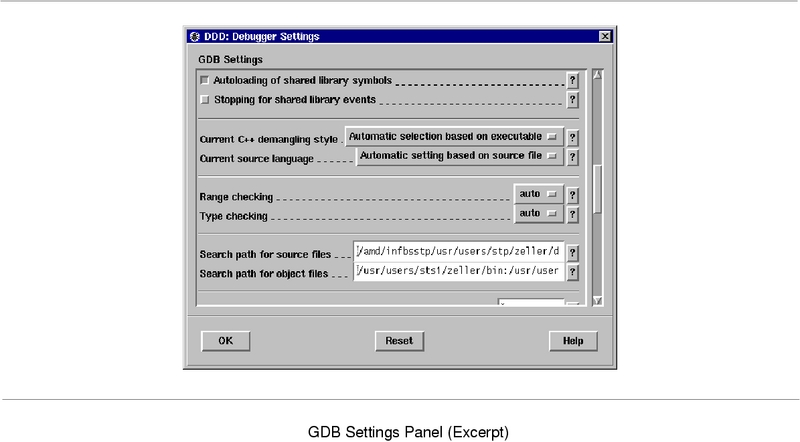 DDD: Debugger Settings
GDB Settings
Autoloading of shared library symbols ?
Stopping for shared library events ?
Current C++ demangling style Automatic selection based on executable ?
Current source language Automatic setting based on source file ?
Range checking auto ?
Type checking auto ?
Search path for source files /amd/infbsstp/usr/users/stp/zeller/d ?
Search path for object files /usr/users/sts1/zeller/bin:/usr/user ?
OK Reset Help
GDB Settings Panel (Excerpt)